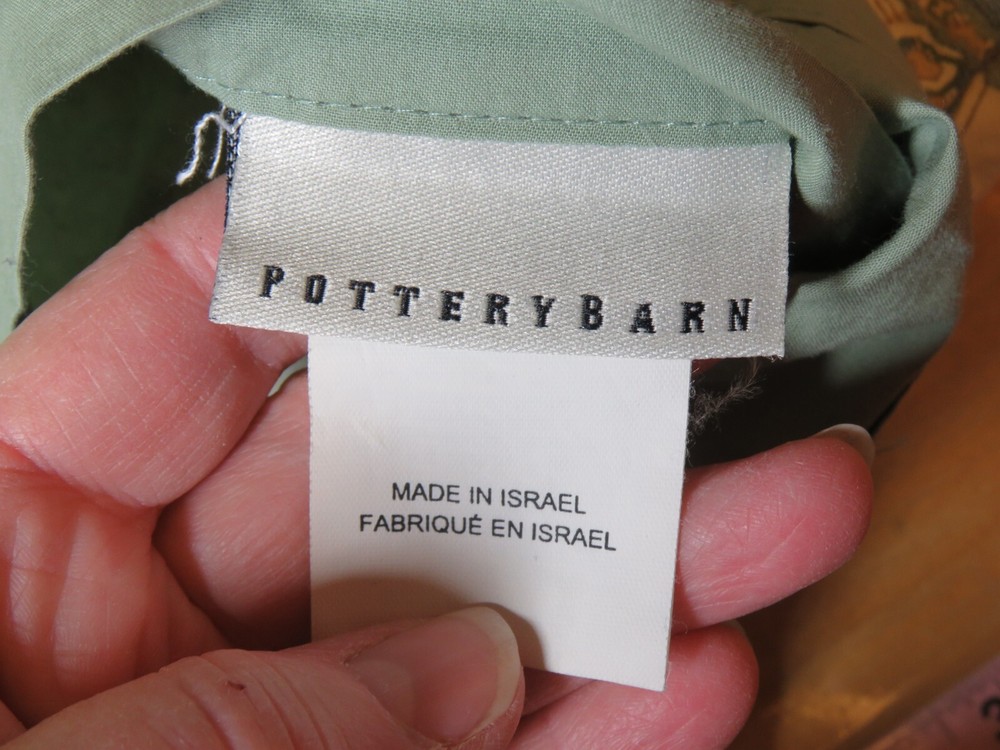 POTTERYBARN
MADE IN ISRAEL
FABRIQUÉ EN ISRAEL